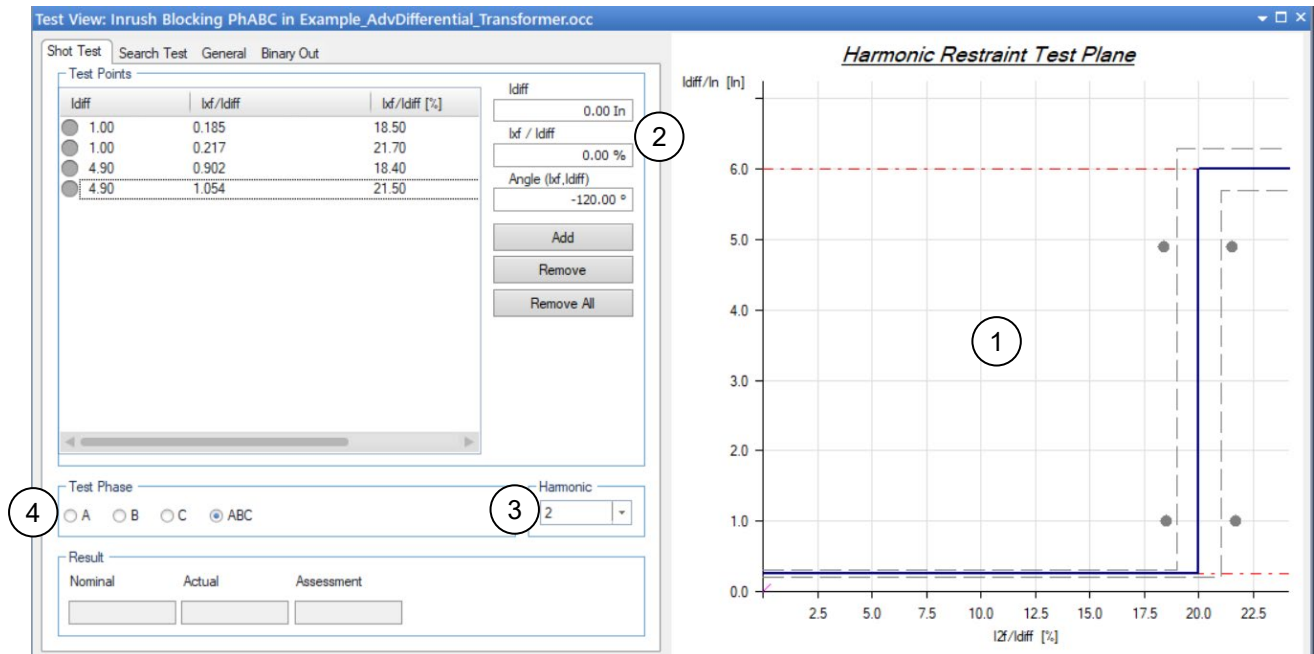 Test View: Inrush Blocking PhABC in Example_AdvDifferential_Transformer.occ
Shot Test Search Test General Binary Out
Test Points
Idiff Ixf/Idiff Ixf/Idiff [%]
1.00 0.185 18.50
1.00 0.217 21.70
4.90 0.902 18.40
4.90 1.054 21.50
Idiff
0.00 In
Ixf / Idiff
0.00 %
Angle (Ixf,Idiff)
-120.00 °
Add
Remove
Remove All
2
Test Phase
4
A B C ABC
Harmonic
3
2
Result
Nominal Actual Assessment
Harmonic Restraint Test Plane
Idiff/In [In]
6.0
5.0
4.0
3.0
2.0
1.0
0.0
1
2.5 5.0 7.5 10.0 12.5 15.0 17.5 20.0 22.5
I2f/Idiff [%]